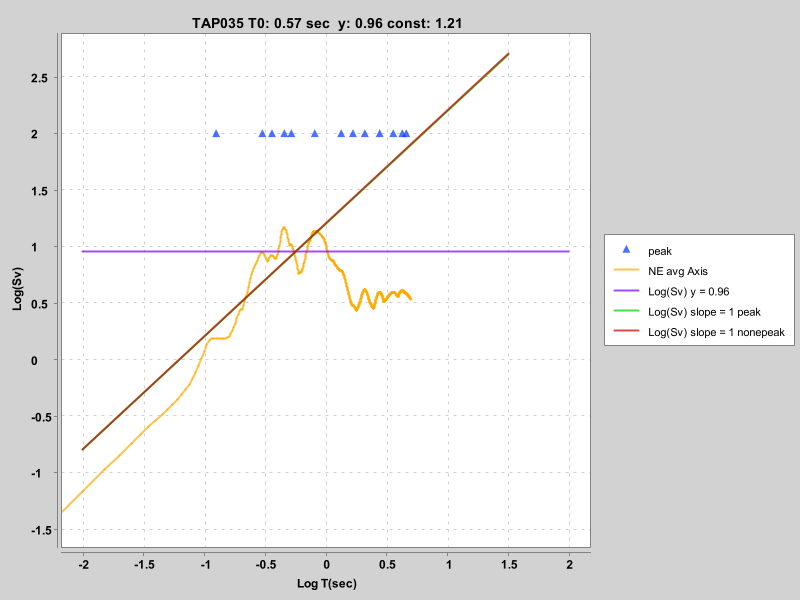 TAP035 T0: 0.57 sec  y: 0.96 const: 1.21
2.5
2
1.5
1
0.5
0
-0.5
-1
-1.5
Log(Sv)
-2
-1.5
-1
-0.5
0
0.5
1
1.5
2
Log T(sec)
peak
NE avg Axis
Log(Sv) y = 0.96
Log(Sv) slope = 1 peak
Log(Sv) slope = 1 nonepeak